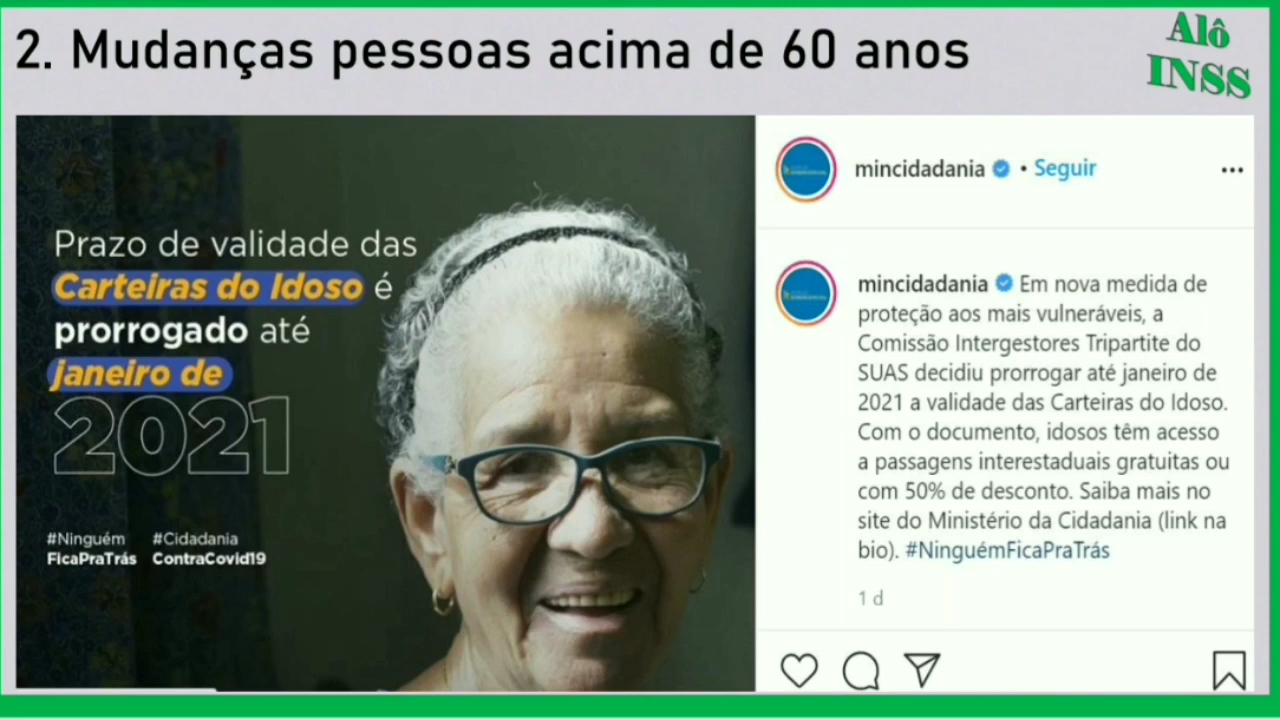 2. Mudanças pessoas acima de 60 anos
Alô
INSS
Prazo de validade das
Carteiras do Idoso é
prorrogado até
janeiro de
2021
#Ninguém
FicaPraTrás
#Cidadania
ContraCovid19
mincidadania • Seguir
mincidadania Em nova medida de
proteção aos mais vulneráveis, a
Comissão Intergestores Tripartite do
SUAS decidiu prorrogar até janeiro de
2021 a validade das Carteiras do Idoso.
Com o documento, idosos têm acesso
a passagens interestaduais gratuitas ou
com 50% de desconto. Saiba mais no
site do Ministério da Cidadania (link na
bio). #NinguémFicaPraTrás
1 d